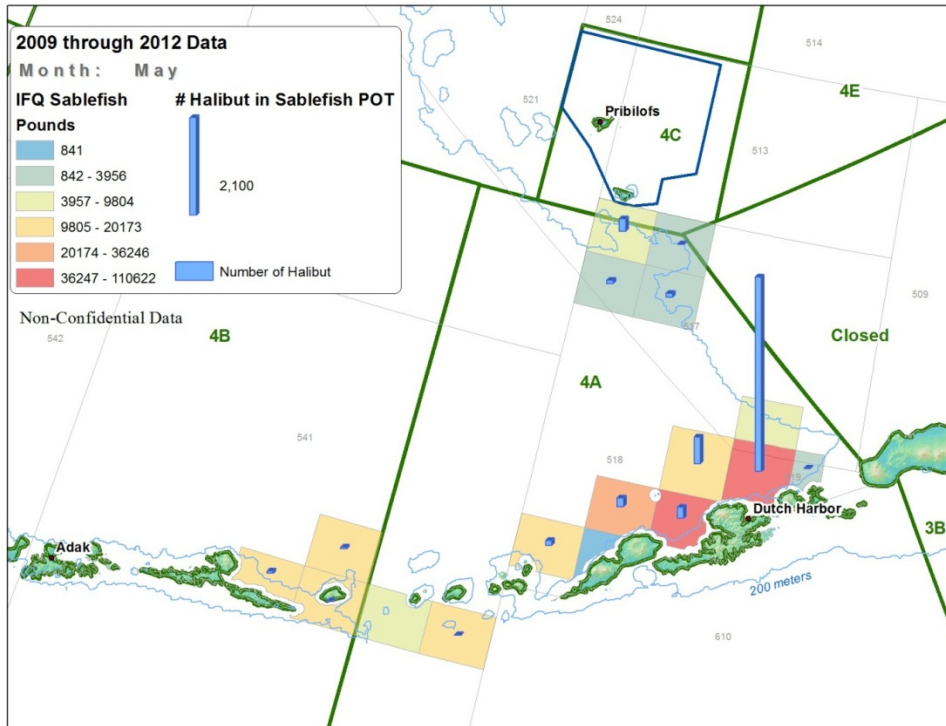 2009 through 2012 Data
Month: May
IFQ Sablefish
Pounds
841
842 - 3956
3957 - 9804
9805 - 20173
20174 - 36246
36247 - 110622
# Halibut in Sablefish POT
2,100
Number of Halibut
Non-Confidential Data
524
514
4E
521
Pribilofs
4C
513
509
517
Closed
542
4B
4A
541
518
519
Dutch Harbor
Adak
3B
200 meters
610